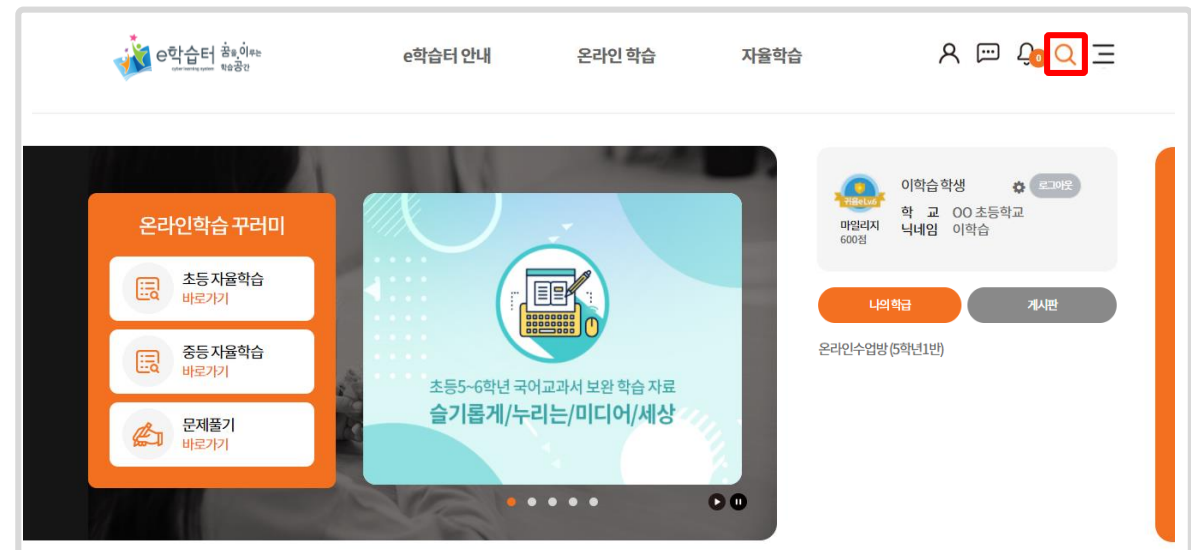 e학습터 꿈을 이루는
cyber learning system 학습공간
e학습터 안내
온라인 학습
자율학습
0
온라인학습 꾸러미
초등 자율학습
바로가기
중등 자율학습
바로가기
문제풀기
바로가기
초등5~6학년 국어교과서 보완 학습 자료
슬기롭게/누리는/미디어/세상
이학습 학생
로그아웃
마일리지
600점
학 교 OO 초등학교
닉네임 이학습
나의학급
게시판
온라인수업방(5학년1반)